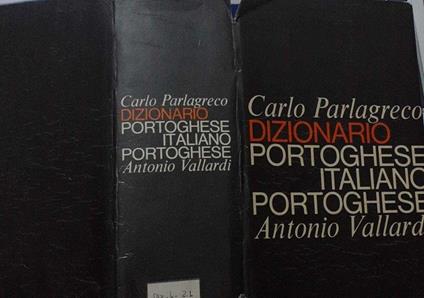 Carlo Parlagreco
DIZIONARIO
PORTOGHESE
ITALIANO
PORTOGHESE
Antonio Vallardi
Carlo Parlagreco
DIZIONARIO
PORTOGHESE
ITALIANO
PORTOGHESE
Antonio Vallardi